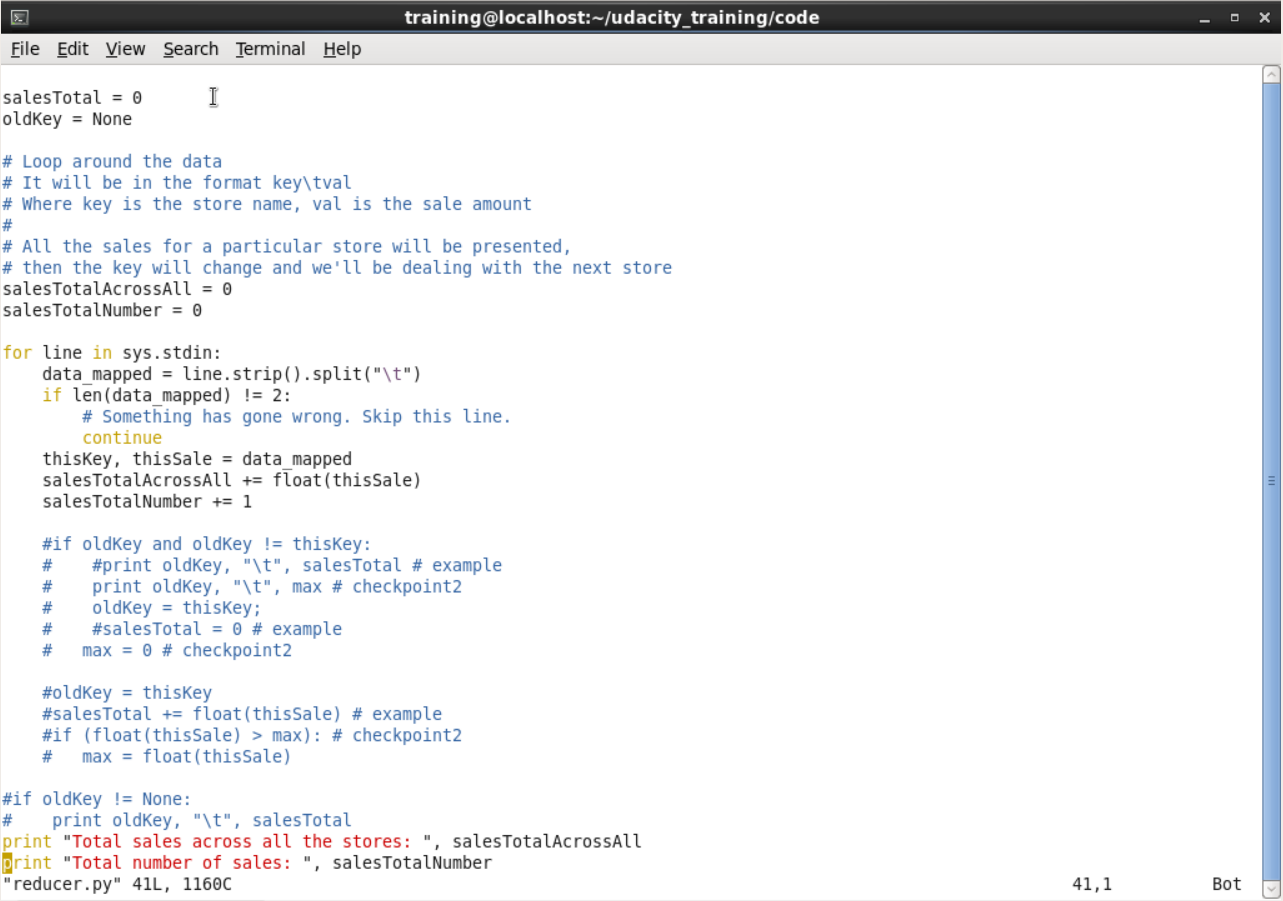 training@localhost:~/udacity_training/code
File Edit View Search Terminal Help
salesTotal = 0
oldKey = None
# Loop around the data
# It will be in the format key\tval
# Where key is the store name, val is the sale amount
#
# All the sales for a particular store will be presented,
# then the key will change and we'll be dealing with the next store
salesTotalAcrossAll = 0
salesTotalNumber = 0
for line in sys.stdin:
    data_mapped = line.strip().split("\t")
    if len(data_mapped) != 2:
        # Something has gone wrong. Skip this line.
        continue
    thisKey, thisSale = data_mapped
    salesTotalAcrossAll += float(thisSale)
    salesTotalNumber += 1
    #if oldKey and oldKey != thisKey:
    #    #print oldKey, "\t", salesTotal # example
    #    print oldKey, "\t", max # checkpoint2
    #    oldKey = thisKey;
    #    #salesTotal = 0 # example
    #   max = 0 # checkpoint2
    #oldKey = thisKey
    #salesTotal += float(thisSale) # example
    #if (float(thisSale) > max): # checkpoint2
    #   max = float(thisSale)
#if oldKey != None:
#    print oldKey, "\t", salesTotal
print "Total sales across all the stores: ", salesTotalAcrossAll
print "Total number of sales: ", salesTotalNumber
"reducer.py" 41L, 1160C 41,1 Bot